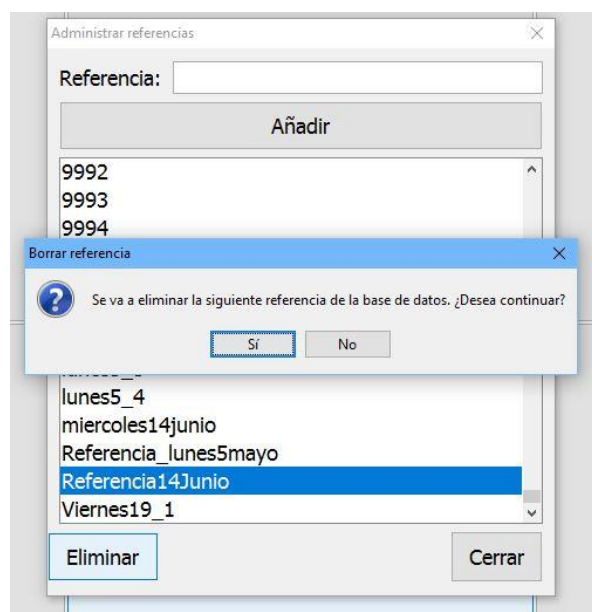 Administrar referencias
Referencia:
Añadir
9992
9993
9994
Borrar referencia
Se va a eliminar la siguiente referencia de la base de datos. ¿Desea continuar?
Sí
No
lunes5_4
miercoles14junio
Referencia_lunes5mayo
Referencia14Junio
Viernes19_1
Eliminar
Cerrar